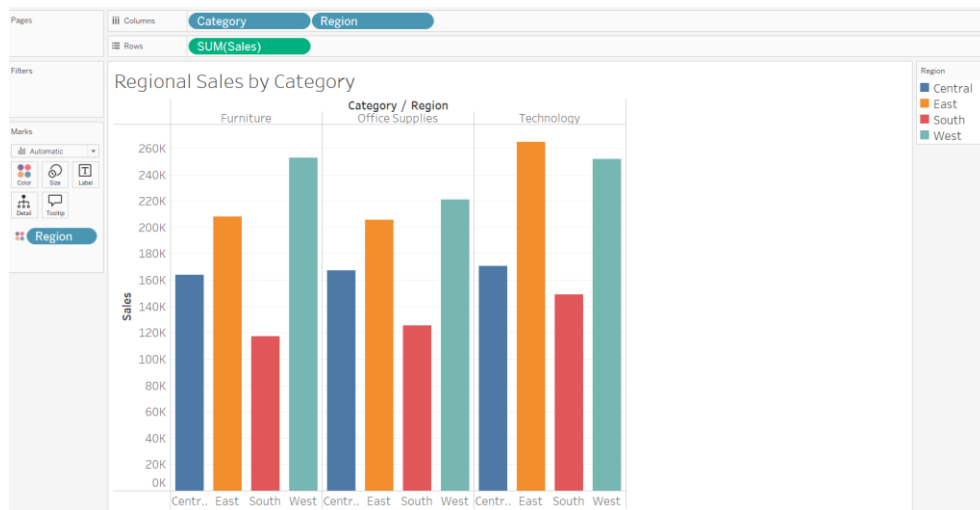 Pages
Columns
Category
Region
Rows
SUM(Sales)
Filters
Marks
Automatic
Color
Size
Label
Detail
Tooltip
Region
Regional Sales by Category
Category / Region
Furniture
Office Supplies
Technology
Sales
260K
240K
220K
200K
180K
160K
140K
120K
100K
80K
60K
40K
20K
0K
Centr.. East South West Centr.. East South West Centr.. East South West
Region
Central
East
South
West